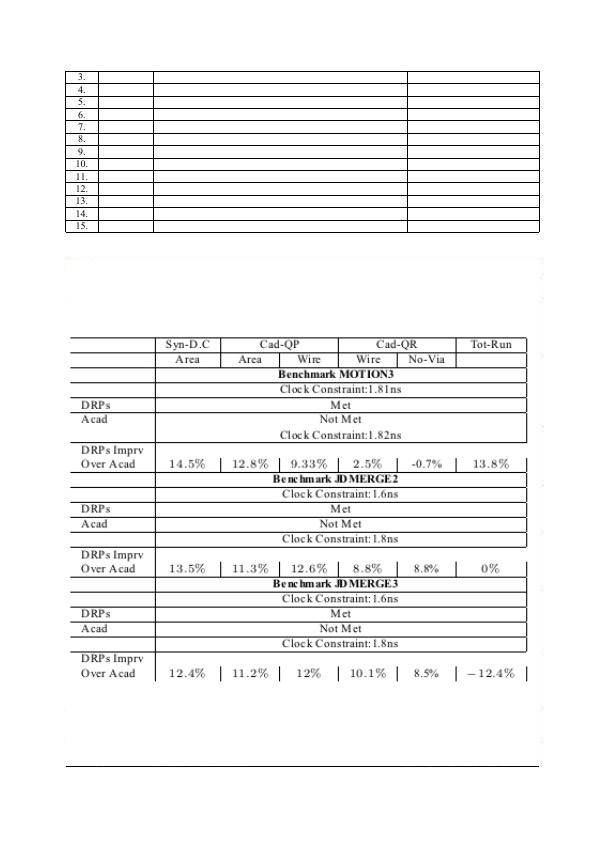 3.
4.
5.
6.
7.
8.
9.
10.
11.
12.
13.
14.
15.
Syn-D.C Cad-QP Cad-QR Tot-Run
Area Area Wire Wire No-Via
Benchmark MOTION3
Clock Constraint:1.81ns
DRPs Met
Acad Not Met
Clock Constraint:1.82ns
DRPs Imprv
Over Acad 14.5% 12.8% 9.33% 2.5% -0.7% 13.8%
Benchmark JDMERGE2
Clock Constraint:1.6ns
DRPs Met
Acad Not Met
Clock Constraint:1.8ns
DRPs Imprv
Over Acad 13.5% 11.3% 12.6% 8.8% 8.8% 0%
Benchmark JDMERGE3
Clock Constraint:1.6ns
DRPs Met
Acad Not Met
Clock Constraint:1.8ns
DRPs Imprv
Over Acad 12.4% 11.2% 12% 10.1% 8.5% −12.4%